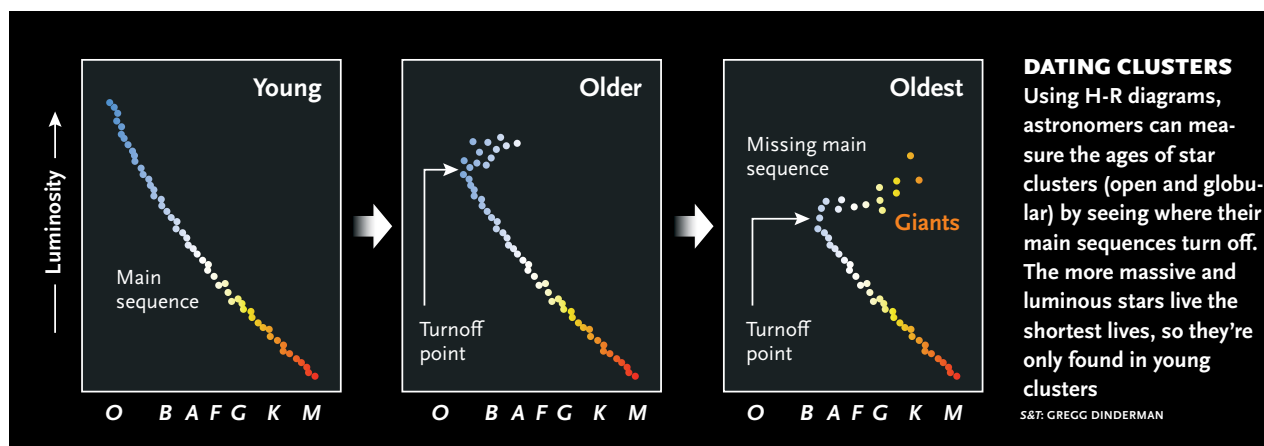 Luminosity
Young
Main
sequence
O B A F G K M
Older
Turnoff
point
O B A F G K M
Oldest
Missing main
sequence
Giants
Turnoff
point
O B A F G K M
DATING CLUSTERS
Using H-R diagrams,
astronomers can mea-
sure the ages of star
clusters (open and globu-
lar) by seeing where their
main sequences turn off.
The more massive and
luminous stars live the
shortest lives, so they're
only found in young
clusters
S&T: GREGG DINDERMAN